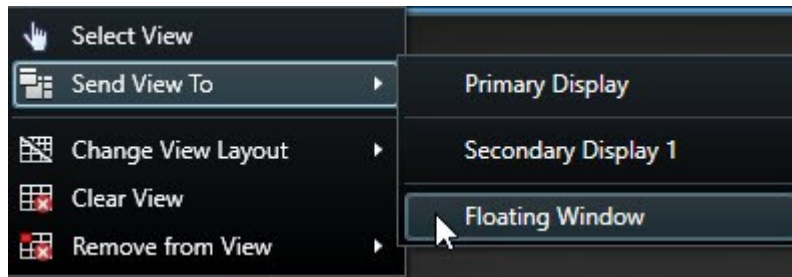 Select View
Send View To
Primary Display
Change View Layout
Secondary Display 1
Clear View
Floating Window
Remove from View